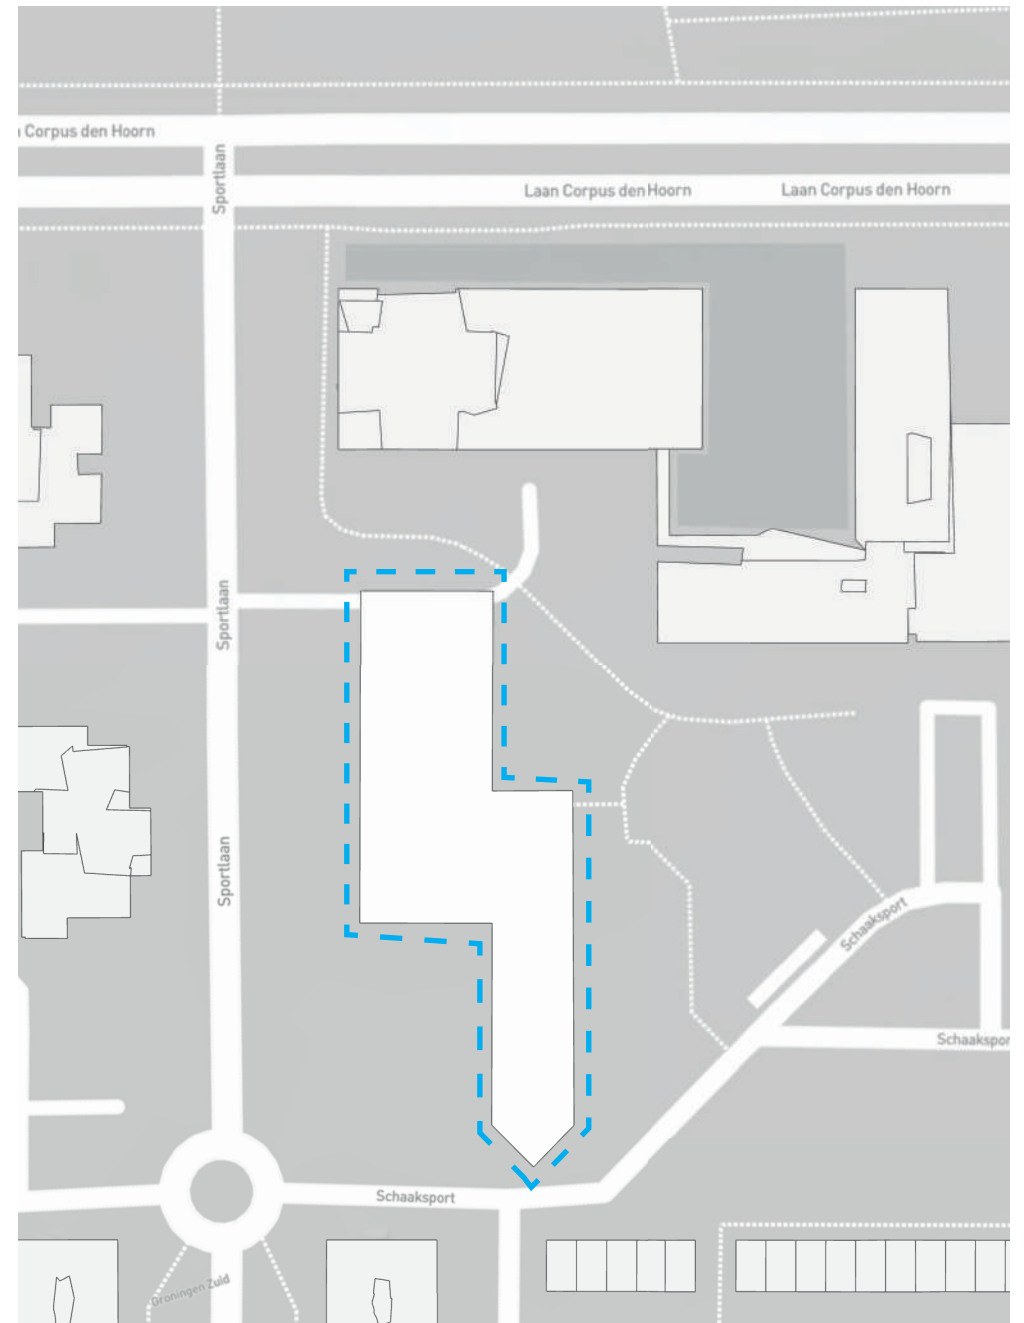 n Corpus den Hoorn
Sportlaan
Laan Corpus den Hoorn
Laan Corpus den Hoorn
Sportlaan
Sportlaan
Schaaksport
Schaakspor
Schaaksport
Groningen Zuid